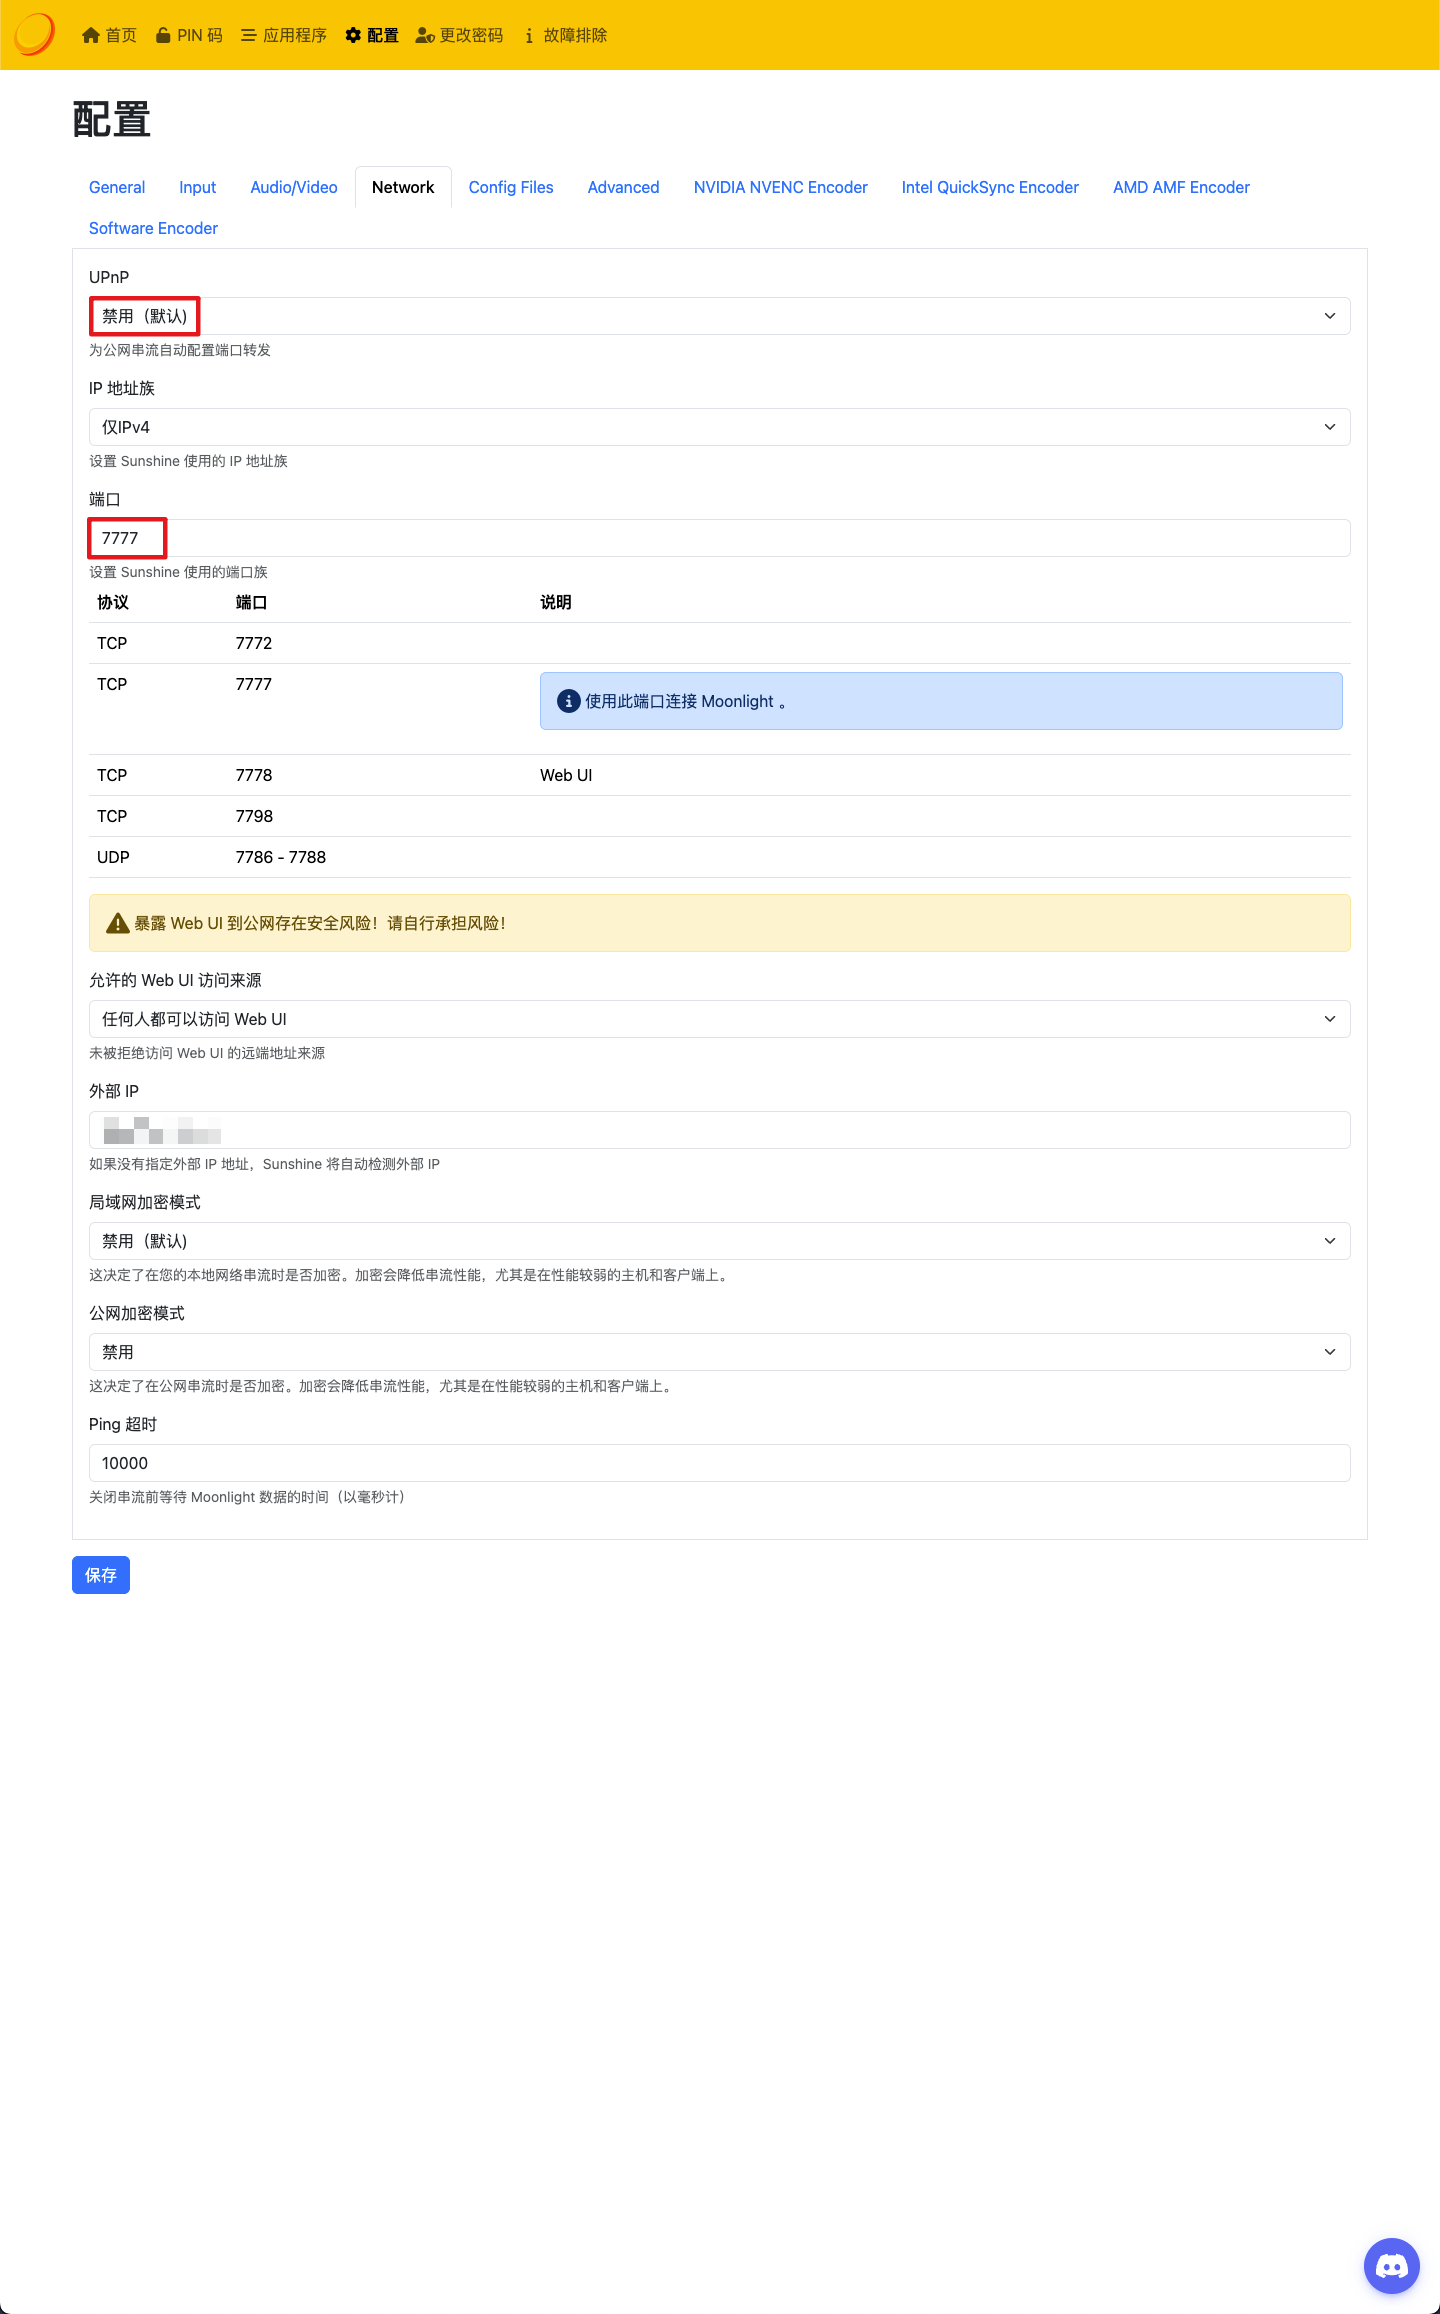 首页 PIN 码 应用程序 配置 更改密码 故障排除
配置
General Input Audio/Video Network Config Files Advanced NVIDIA NVENC Encoder Intel QuickSync Encoder AMD AMF Encoder
Software Encoder
UPnP
禁用（默认）
为公网串流自动配置端口转发
IP 地址族
仅IPv4
设置 Sunshine 使用的 IP 地址族
端口
7777
设置 Sunshine 使用的端口族
协议 端口 说明
TCP 7772
TCP 7777 使用此端口连接 Moonlight 。
TCP 7778 Web UI
TCP 7798
UDP 7786 - 7788
暴露 Web UI 到公网存在安全风险！请自行承担风险！
允许的 Web UI 访问来源
任何人都可以访问 Web UI
未被拒绝访问 Web UI 的远端地址来源
外部 IP
如果没有指定外部 IP 地址，Sunshine 将自动检测外部 IP
局域网加密模式
禁用（默认）
这决定了在您的本地网络串流时是否加密。加密会降低串流性能，尤其是在性能较弱的主机和客户端上。
公网加密模式
禁用
这决定了在公网串流时是否加密。加密会降低串流性能，尤其是在性能较弱的主机和客户端上。
Ping 超时
10000
关闭串流前等待 Moonlight 数据的时间（以毫秒计）
保存